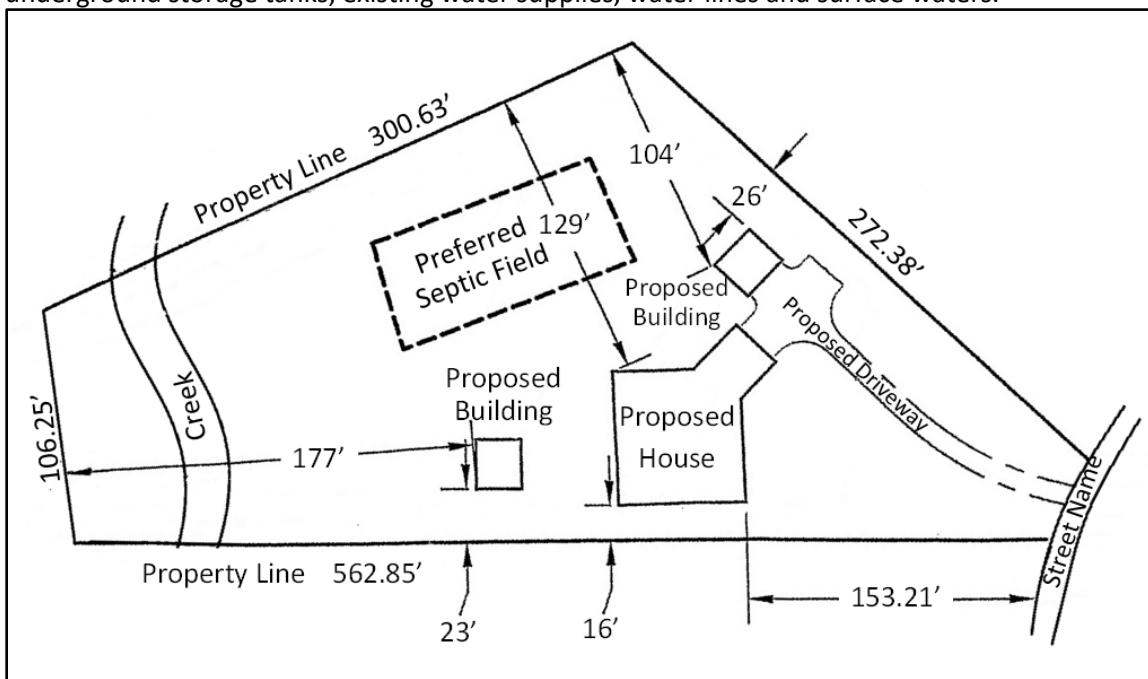 underground storage tanks, existing water supplies, water lines and surface waters.
Property Line 300.63’
104’
26’
272.38’
129’
Preferred
Septic Field
Proposed
Building
Proposed Driveway
Proposed
Building
Proposed
House
Creek
106.25’
177’
Street Name
Property Line 562.85’
153.21’
23’
16’